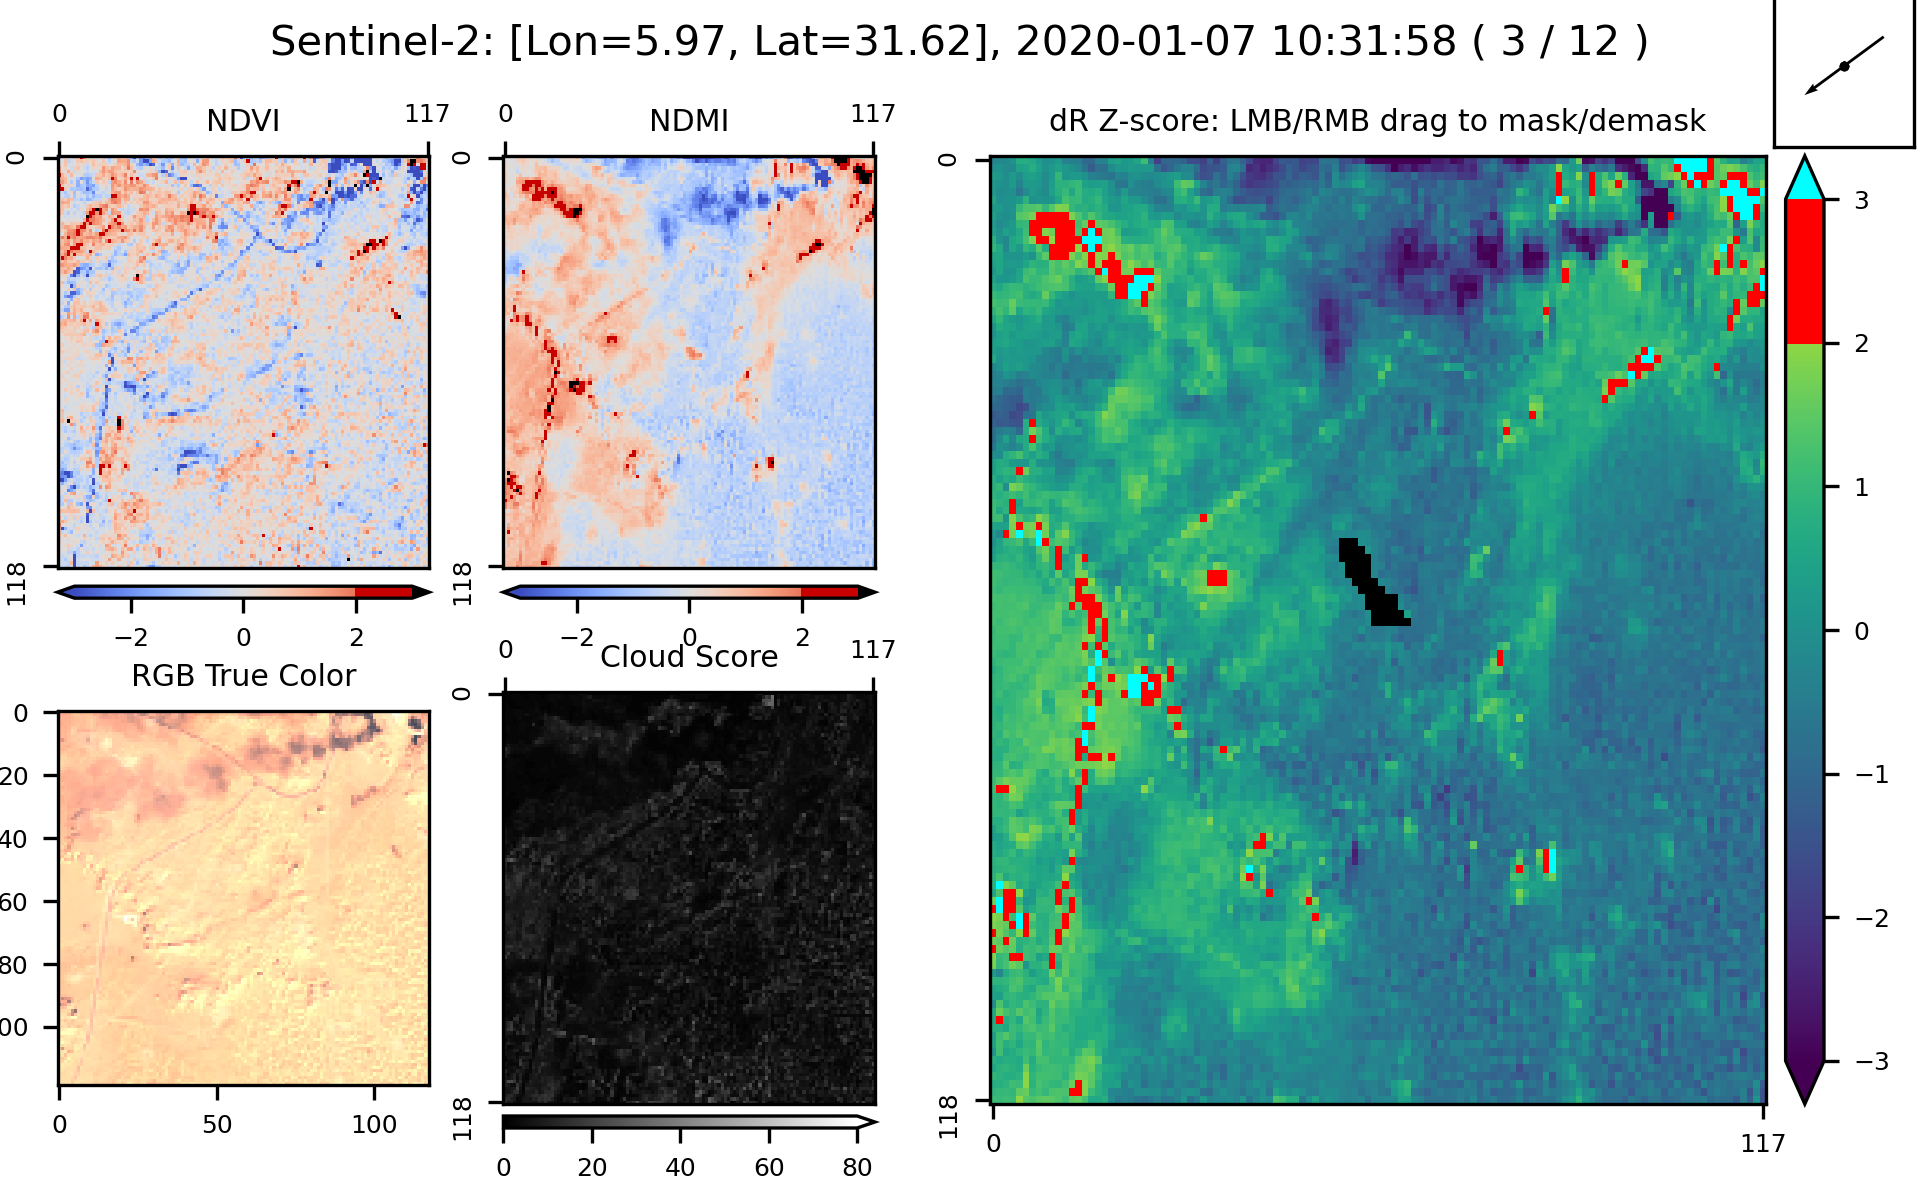 Sentinel-2: [Lon=5.97, Lat=31.62], 2020-01-07 10:31:58 ( 3 / 12 )
0 NDVI 117
0
118
−2 0 2
0 NDMI 117
0
118
−2 0 2
RGB True Color
0
20
40
60
80
00
0 50 100
0 Cloud Score 117
0
118
0 20 40 60 80
dR Z-score: LMB/RMB drag to mask/demask
0
118
0 117
3
2
1
0
−1
−2
−3